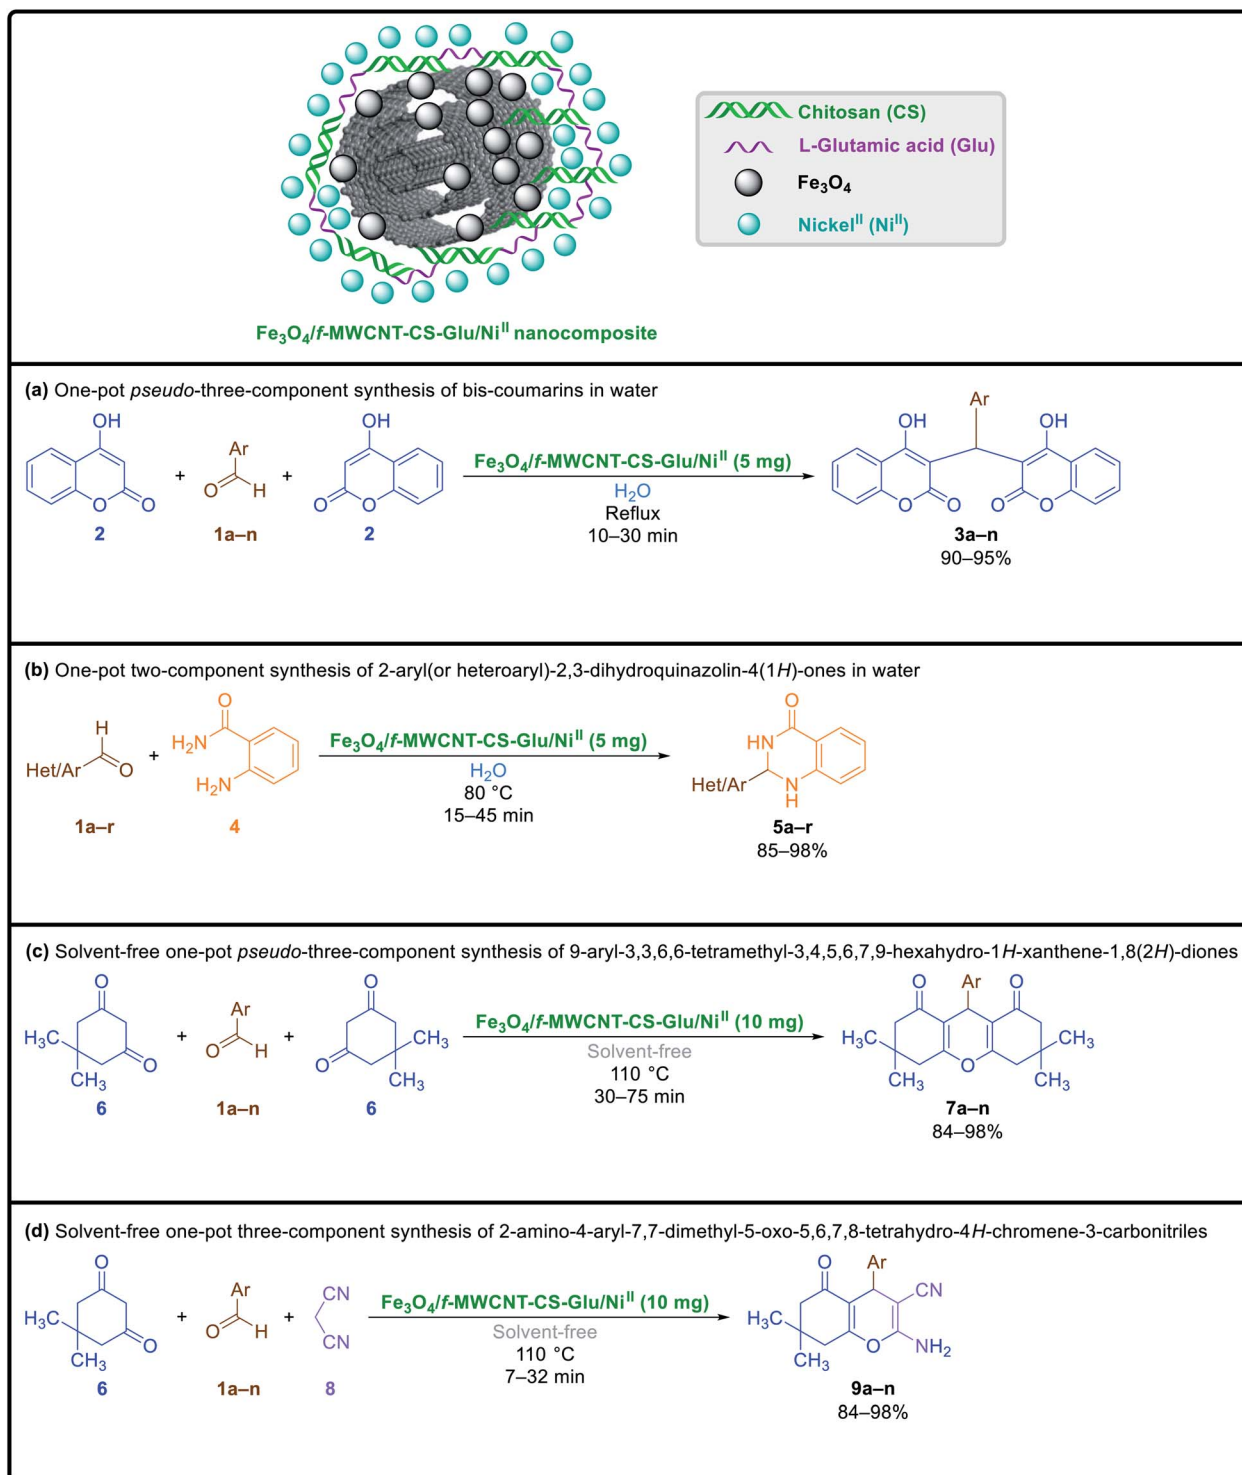 Chitosan (CS)
L-Glutamic acid (Glu)
Fe₃O₄
Nickelᴵᴵ (Niᴵᴵ)
Fe₃O₄/f-MWCNT-CS-Glu/Niᴵᴵ nanocomposite
(a) One-pot pseudo-three-component synthesis of bis-coumarins in water
OH
O
O
2
+
Ar
O
H
1a–n
+
OH
O
O
2
Fe₃O₄/f-MWCNT-CS-Glu/Niᴵᴵ (5 mg)
H₂O
Reflux
10–30 min
Ar
OH
OH
O
O
O
O
3a–n
90–95%
(b) One-pot two-component synthesis of 2-aryl(or heteroaryl)-2,3-dihydroquinazolin-4(1H)-ones in water
H
Het/Ar
O
1a–r
+
O
H₂N
H₂N
4
Fe₃O₄/f-MWCNT-CS-Glu/Niᴵᴵ (5 mg)
H₂O
80 °C
15–45 min
O
HN
Het/Ar
N
H
5a–r
85–98%
(c) Solvent-free one-pot pseudo-three-component synthesis of 9-aryl-3,3,6,6-tetramethyl-3,4,5,6,7,9-hexahydro-1H-xanthene-1,8(2H)-diones
O
H₃C
O
CH₃
6
+
Ar
O
H
1a–n
+
O
CH₃
O
CH₃
6
Fe₃O₄/f-MWCNT-CS-Glu/Niᴵᴵ (10 mg)
Solvent-free
110 °C
30–75 min
O
Ar
O
H₃C
CH₃
O
CH₃
CH₃
7a–n
84–98%
(d) Solvent-free one-pot three-component synthesis of 2-amino-4-aryl-7,7-dimethyl-5-oxo-5,6,7,8-tetrahydro-4H-chromene-3-carbonitriles
O
H₃C
O
CH₃
6
+
Ar
O
H
1a–n
+
CN
CN
8
Fe₃O₄/f-MWCNT-CS-Glu/Niᴵᴵ (10 mg)
Solvent-free
110 °C
7–32 min
O
Ar
CN
H₃C
O
NH₂
CH₃
9a–n
84–98%